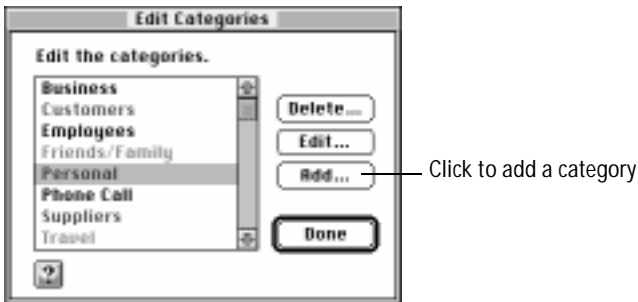 Edit Categories
Edit the categories.
Business
Customers
Employees
Friends/Family
Personal
Phone Call
Suppliers
Travel
Delete...
Edit...
Add...
Done
?
Click to add a category